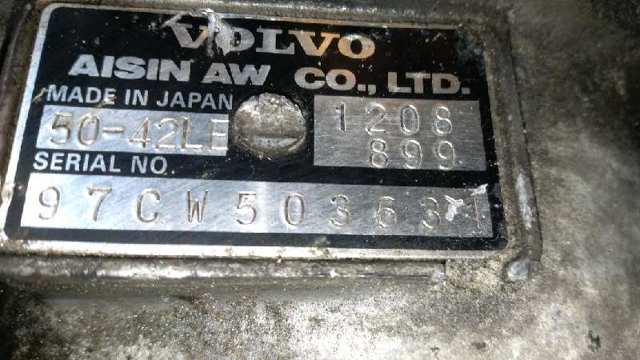 VOLVO
AISIN AW CO., LTD.
MADE IN JAPAN
50-42LE 1208
899
SERIAL NO.
97CW503631